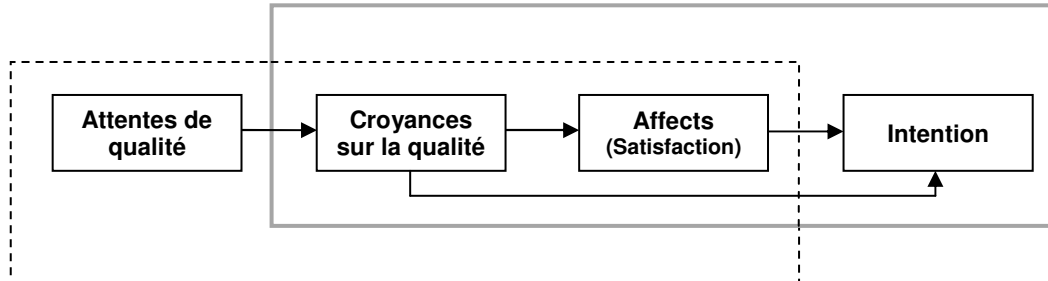 Attentes de
qualité
Croyances
sur la qualité
Affects
(Satisfaction)
Intention